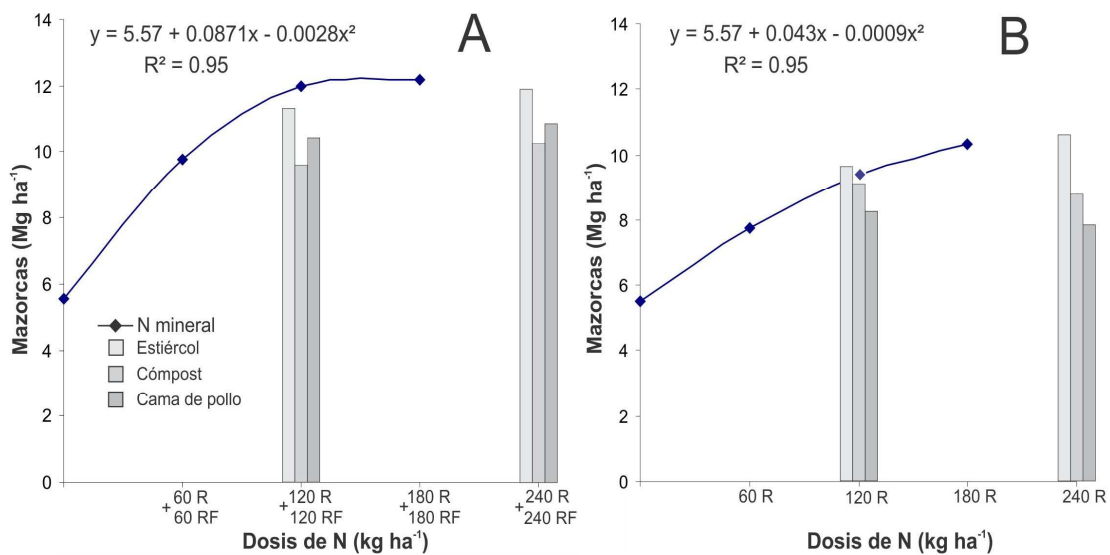 y = 5.57 + 0.0871x - 0.0028x²
R² = 0.95
A
Mazorcas (Mg ha⁻¹)
14
12
10
8
6
4
2
0
N mineral
Estiércol
Cómpost
Cama de pollo
60 R
+60 RF
+120 R
120 RF
+180 R
+180 RF
240 R
+240 RF
Dosis de N (kg ha⁻¹)
y = 5.57 + 0.043x - 0.0009x²
R² = 0.95
B
Mazorcas (Mg ha⁻¹)
14
12
10
8
6
4
2
0
60 R
120 R
180 R
240 R
Dosis de N (kg ha⁻¹)